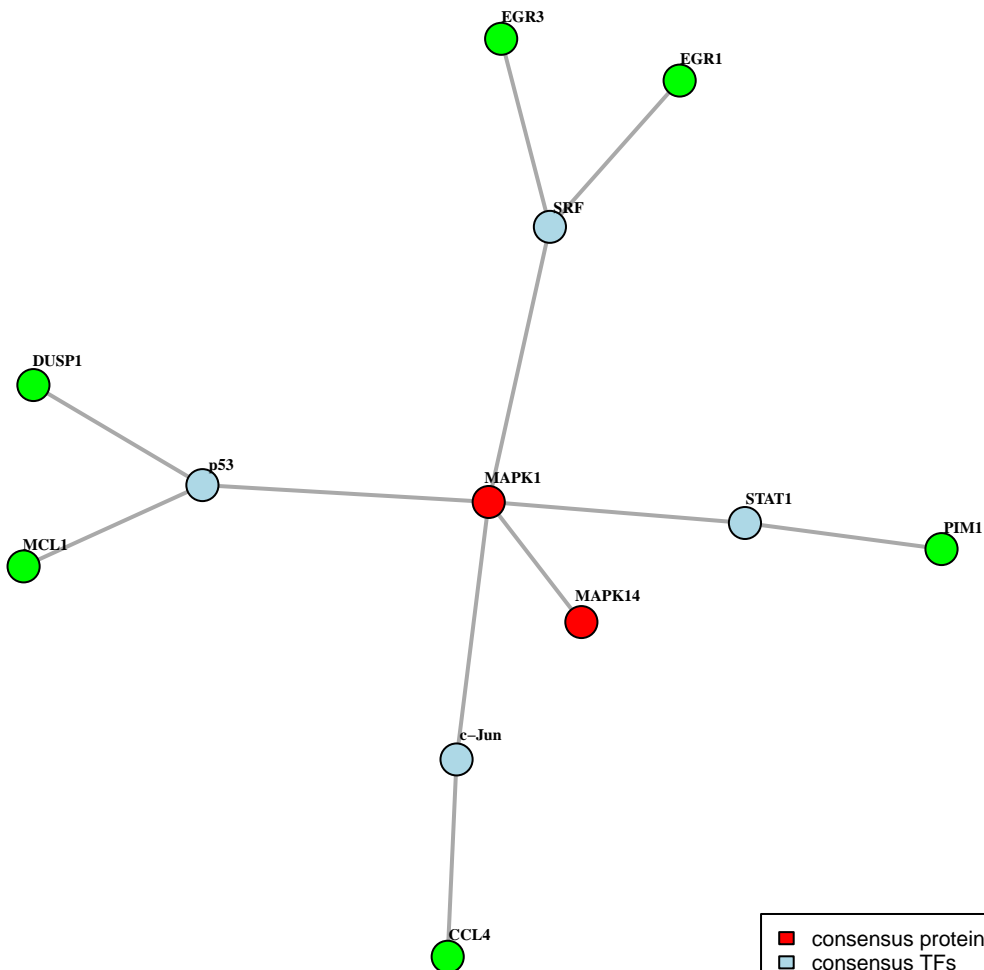 EGR3
EGR1
SRF
DUSP1
p53
MAPK1
STAT1
PIM1
MCL1
MAPK14
c−Jun
CCL4
consensus protein
consensus TFs